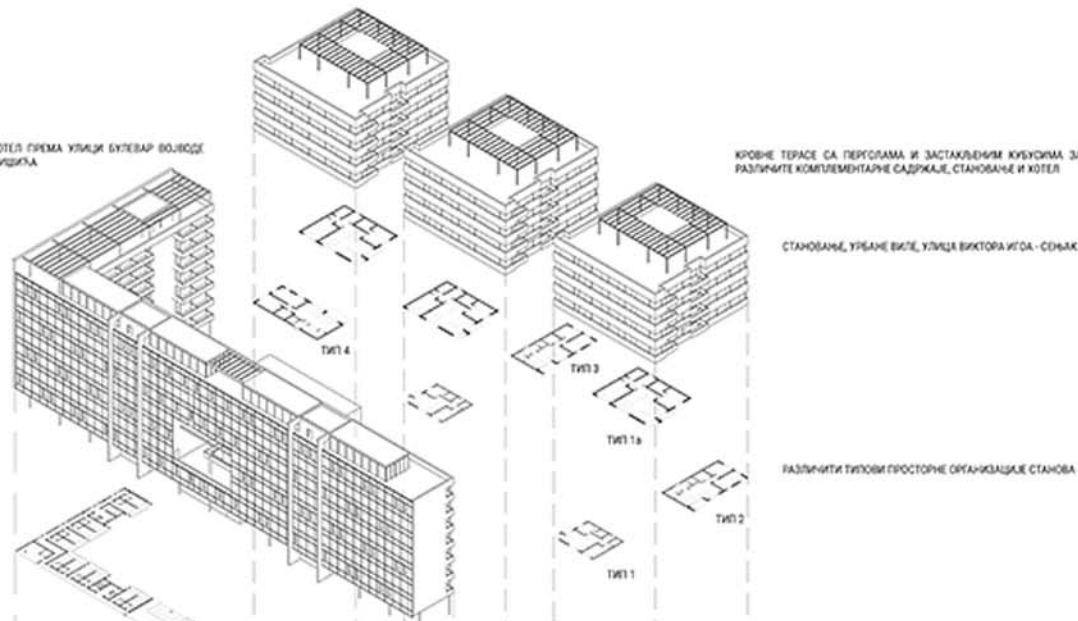 ОТЕЛ ПРЕМА УЛИЦИ БУЛЕВАР ВОЈВОДЕ
ИШИЋА
КРОВНЕ ТЕРАСЕ СА ПЕРГОЛАМА И ЗАСТАКЉЕНИМ КУБУСИМА ЗА
РАЗЛИЧИТЕ КОМПЛЕМЕНТАРНЕ САДРЖАЈЕ, СТАНОВАЊЕ И ХОТЕЛ
СТАНОВАЊЕ, УРБАНЕ ВИЛЕ, УЛИЦА ВИКТОРА ИГОА - СЕЊАК
ТИП 4
ТИП 3
ТИП 1а
РАЗЛИЧИТИ ТИПОВИ ПРОСТОРНЕ ОРГАНИЗАЦИЈЕ СТАНОВА
ТИП 2
ТИП 1